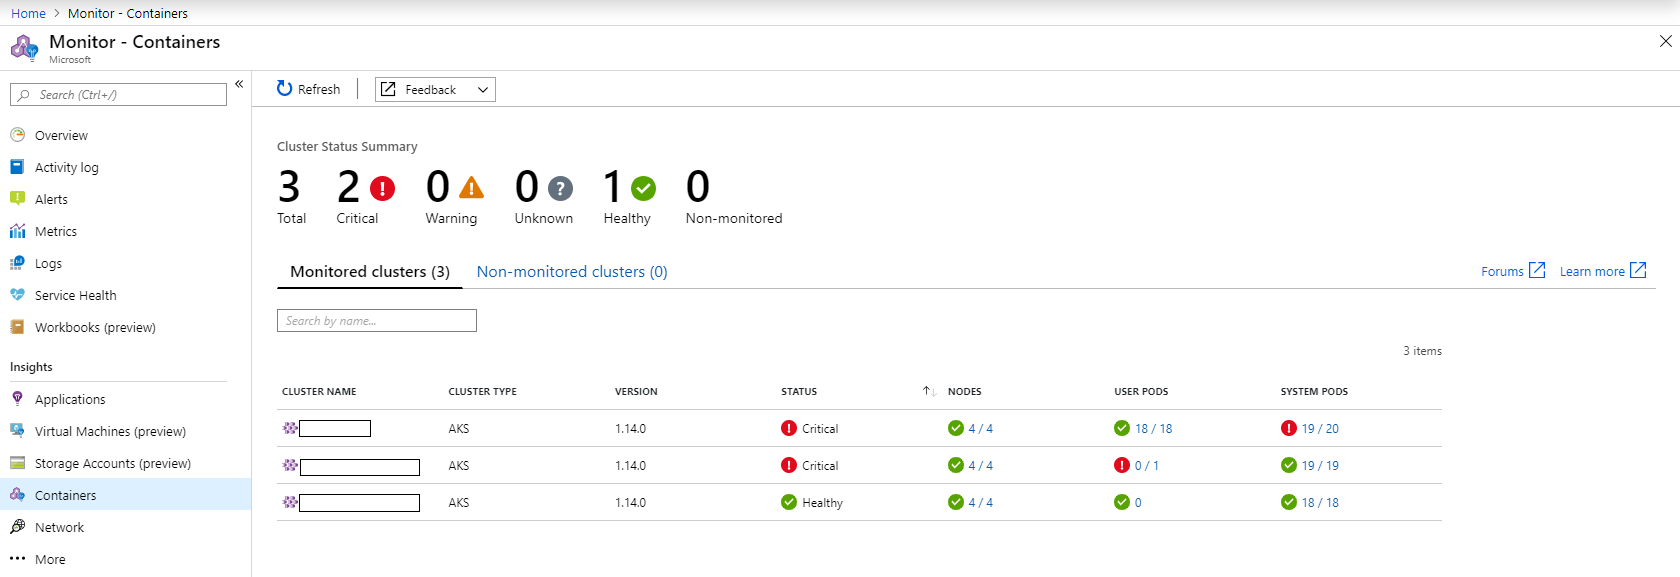 Home > Monitor - Containers
Monitor - Containers
Microsoft
Search (Ctrl+/)
«
Overview
Activity log
Alerts
Metrics
Logs
Service Health
Workbooks (preview)
Insights
Applications
Virtual Machines (preview)
Storage Accounts (preview)
Containers
Network
More
Refresh
Feedback
Cluster Status Summary
3 2 0 0 1 0
Total Critical Warning Unknown Healthy Non-monitored
Monitored clusters (3) Non-monitored clusters (0) Forums Learn more
Search by name...
3 items
CLUSTER NAME CLUSTER TYPE VERSION STATUS NODES USER PODS SYSTEM PODS
AKS 1.14.0 Critical 4 / 4 18 / 18 19 / 20
AKS 1.14.0 Critical 4 / 4 0 / 1 19 / 19
AKS 1.14.0 Healthy 4 / 4 0 18 / 18